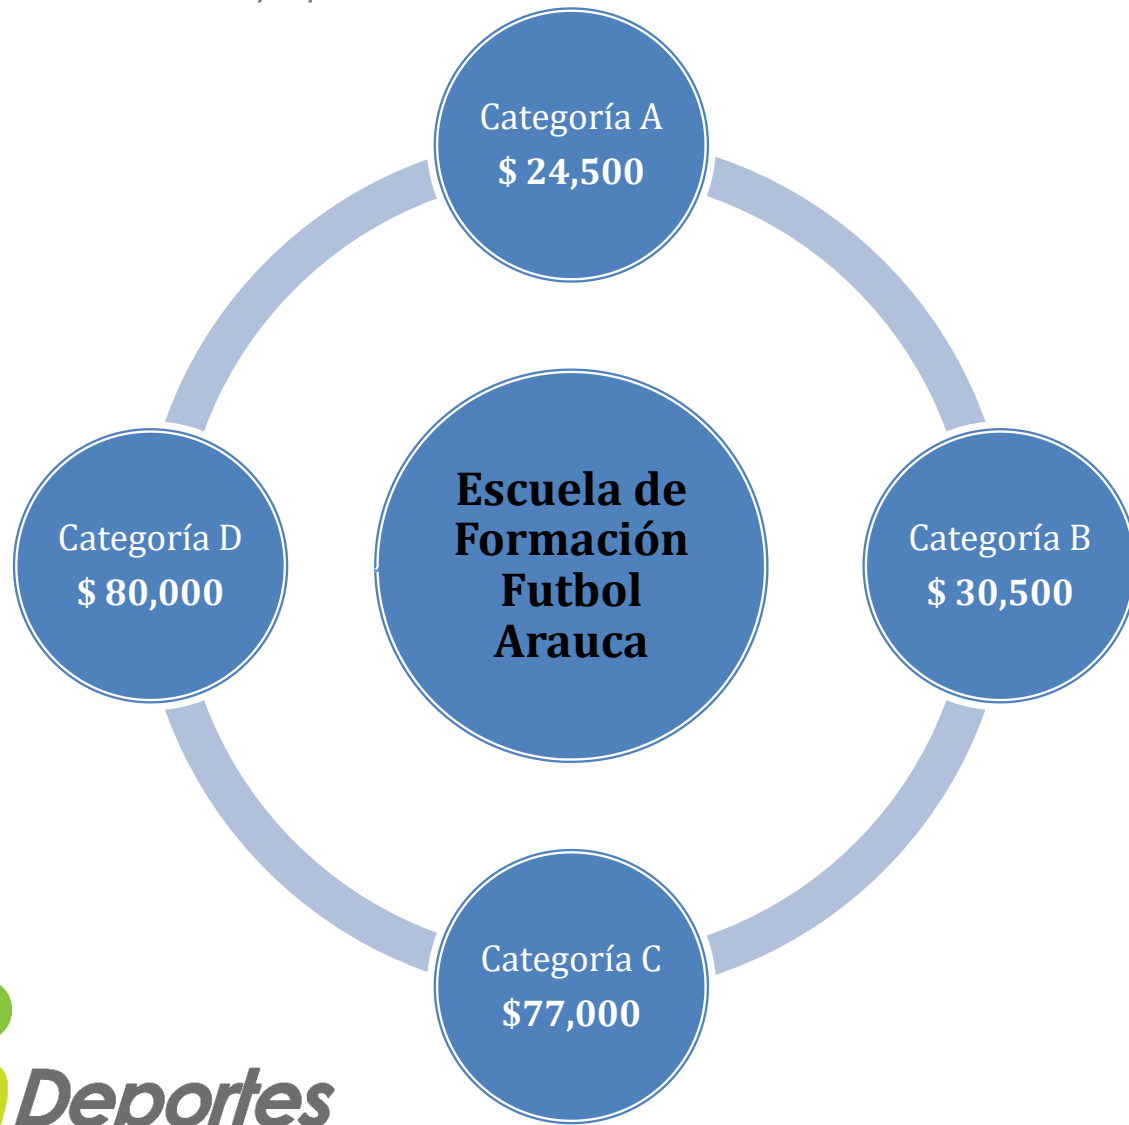 Categoría A
$ 24,500
Categoría D
$ 80,000
Escuela de
Formación
Futbol
Arauca
Categoría B
$ 30,500
Categoría C
$77,000
Deportes